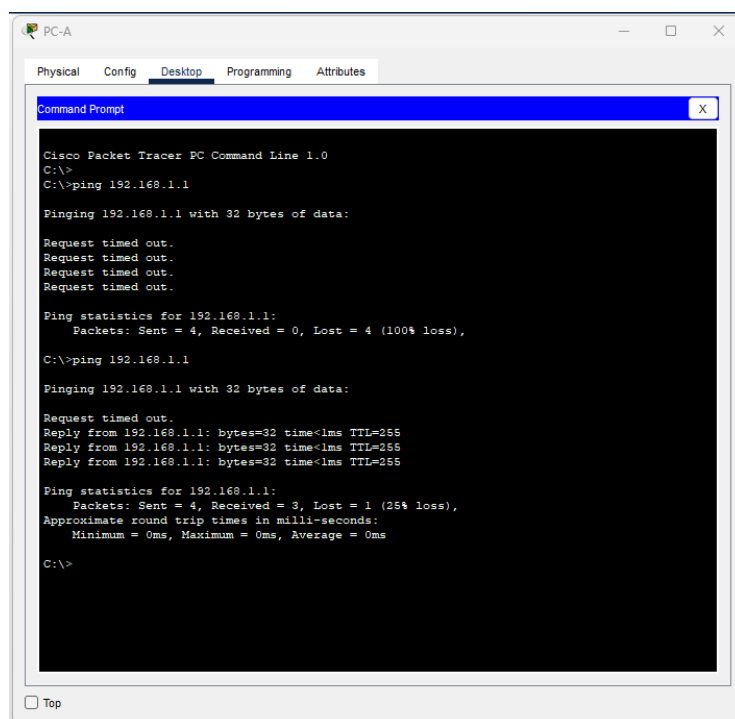 PC-A
Physical Config Desktop Programming Attributes
Command Prompt
X
Cisco Packet Tracer PC Command Line 1.0
C:\>
C:\>ping 192.168.1.1
Pinging 192.168.1.1 with 32 bytes of data:
Request timed out.
Request timed out.
Request timed out.
Request timed out.
Ping statistics for 192.168.1.1:
Packets: Sent = 4, Received = 0, Lost = 4 (100% loss),
C:\>ping 192.168.1.1
Pinging 192.168.1.1 with 32 bytes of data:
Request timed out.
Reply from 192.168.1.1: bytes=32 time<1ms TTL=255
Reply from 192.168.1.1: bytes=32 time<1ms TTL=255
Reply from 192.168.1.1: bytes=32 time<1ms TTL=255
Ping statistics for 192.168.1.1:
Packets: Sent = 4, Received = 3, Lost = 1 (25% loss),
Approximate round trip times in milli-seconds:
Minimum = 0ms, Maximum = 0ms, Average = 0ms
C:\>
Top